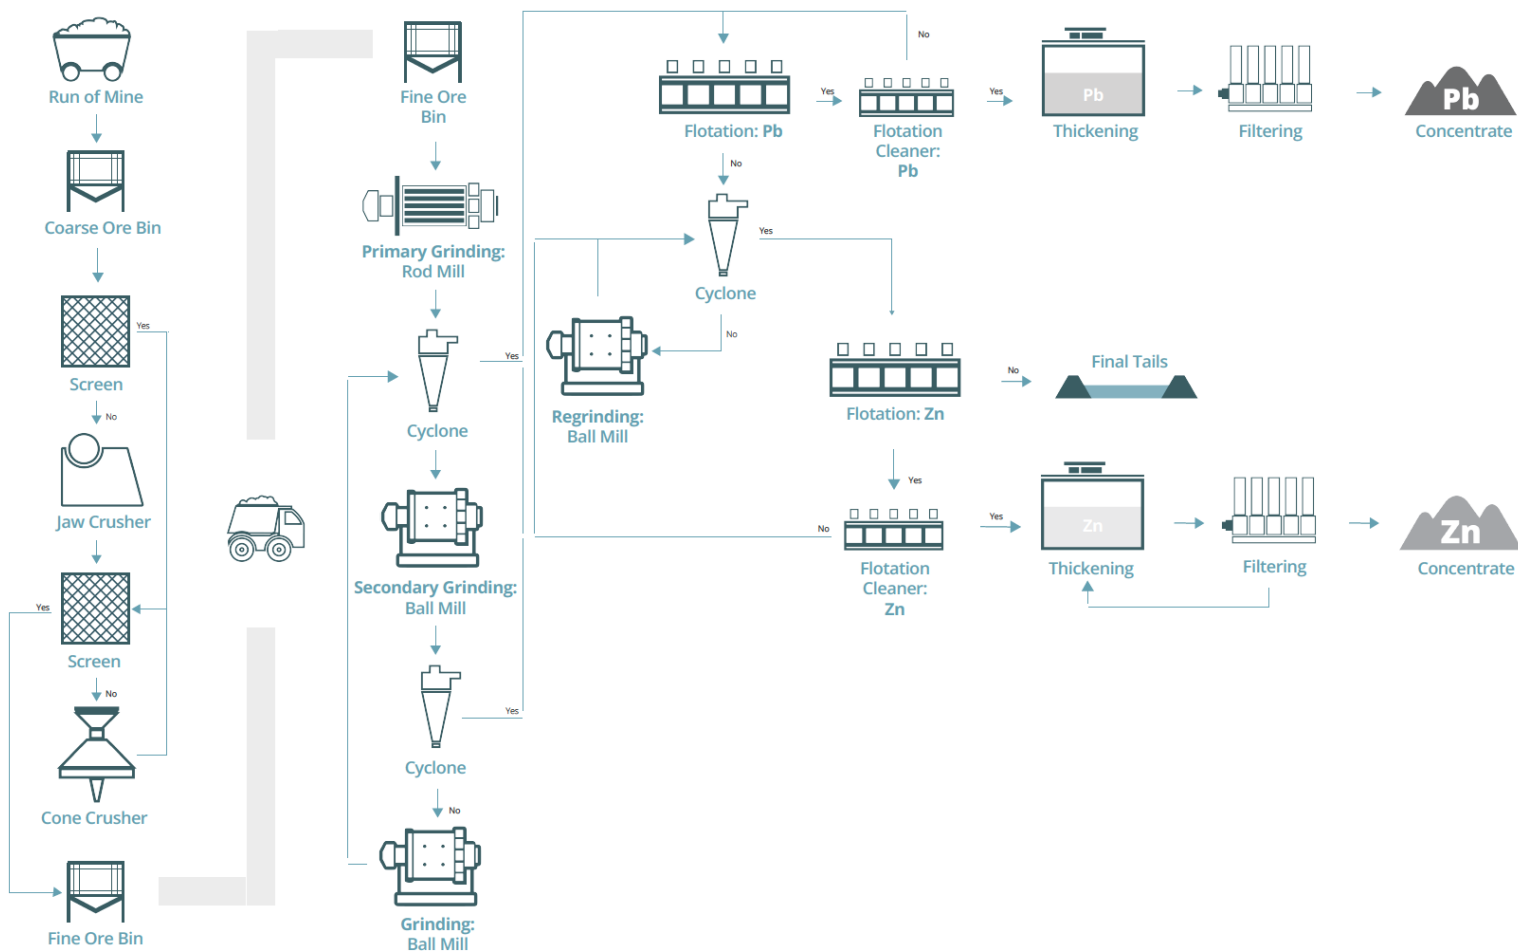 Run of Mine
Coarse Ore Bin
Yes
Screen
No
Jaw Crusher
Yes
Screen
No
Cone Crusher
Fine Ore Bin
Fine Ore
Bin
Primary Grinding:
Rod Mill
Yes
Cyclone
Secondary Grinding:
Ball Mill
Yes
Cyclone
No
Grinding:
Ball Mill
No
Flotation: Pb
Yes
Flotation
Cleaner:
Pb
Yes
Pb
Thickening
Filtering
Pb
Concentrate
No
Yes
Cyclone
No
Regrinding:
Ball Mill
Flotation: Zn
No
Final Tails
Yes
No
Flotation
Cleaner:
Zn
Yes
Zn
Thickening
Filtering
Zn
Concentrate